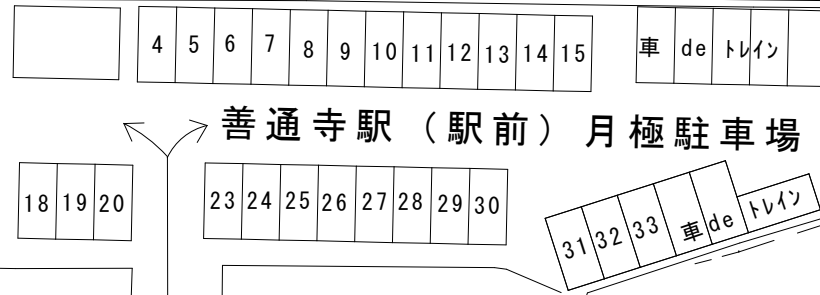 4 5 6 7 8 9 10 11 12 13 14 15 車 de トレイン
善通寺駅（駅前）月極駐車場
18 19 20 23 24 25 26 27 28 29 30
31 32 33 車 de トレイン